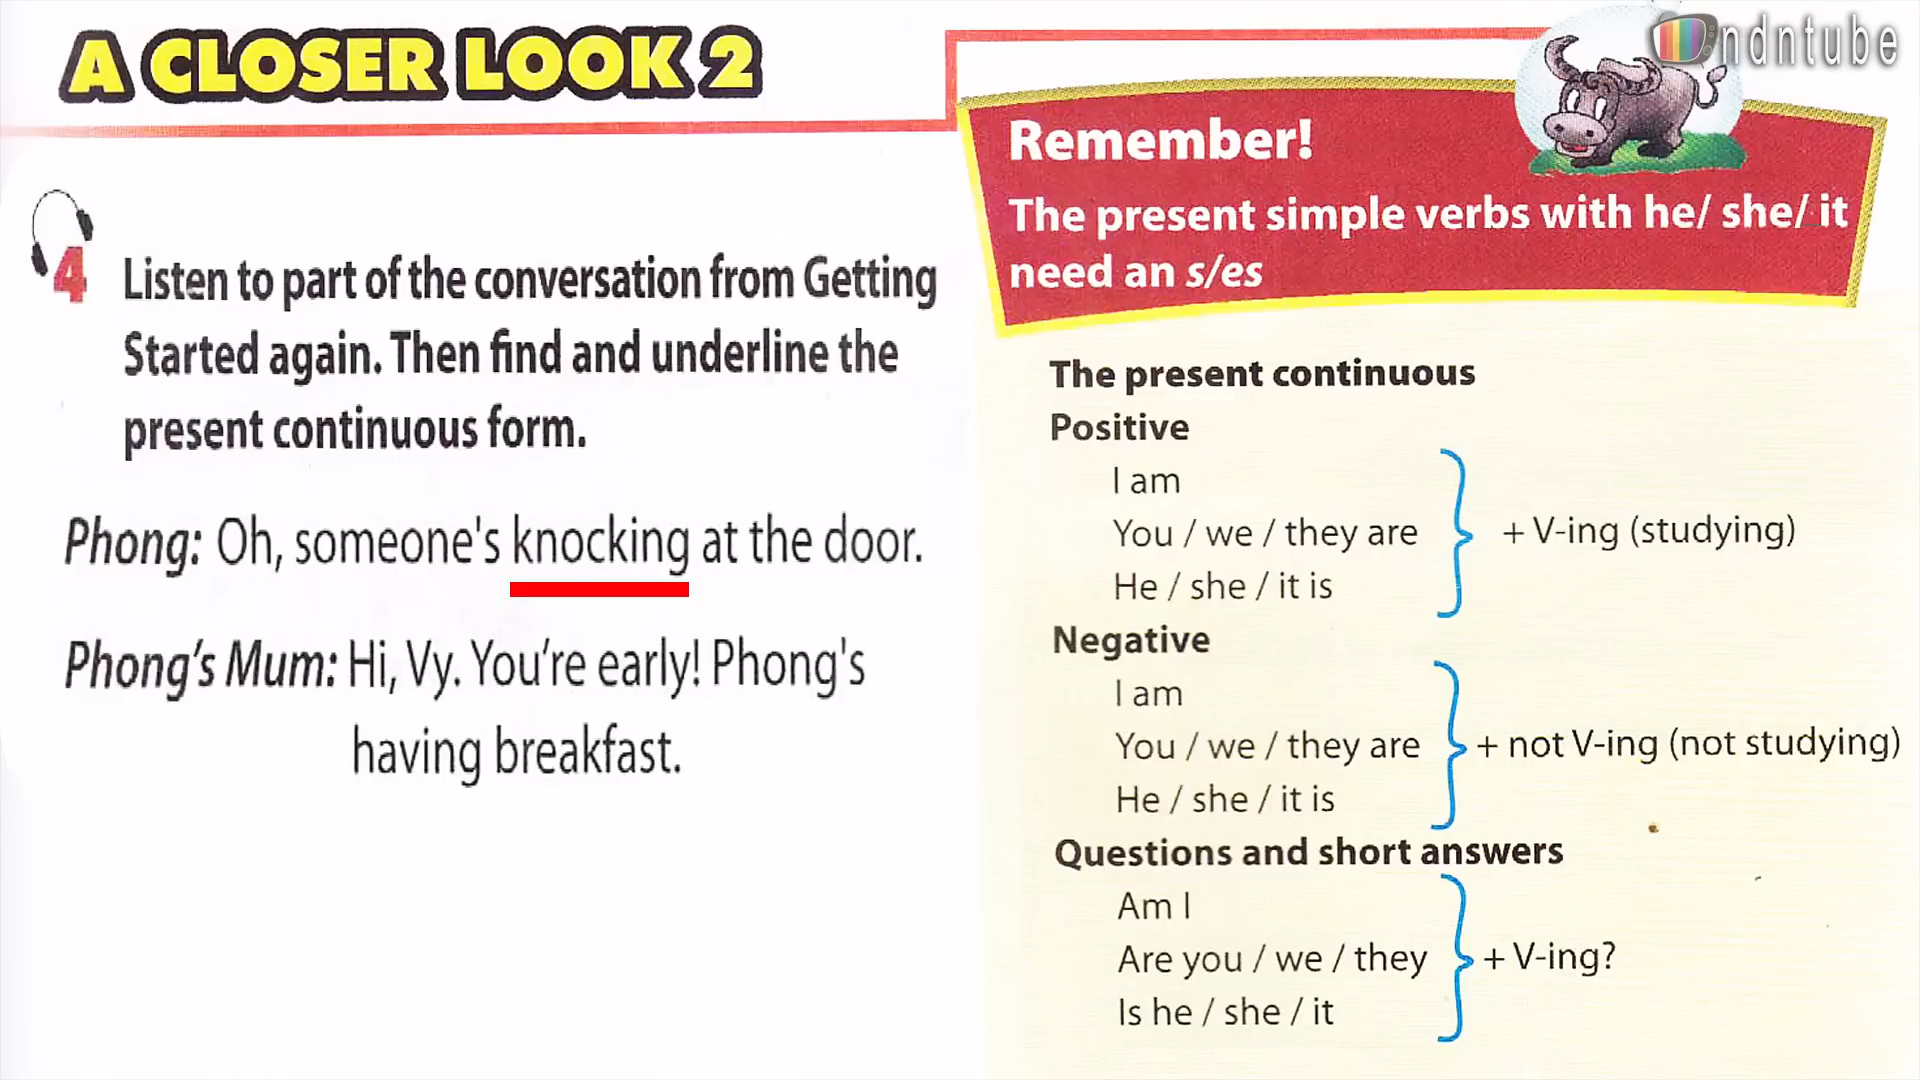 A CLOSER LOOK 2
ndntube
4 Listen to part of the conversation from Getting
Started again. Then find and underline the
present continuous form.
Phong: Oh, someone's knocking at the door.
Phong's Mum: Hi, Vy. You're early! Phong's
having breakfast.
Remember!
The present simple verbs with he/ she/ it
need an s/es
The present continuous
Positive
I am
You / we / they are + V-ing (studying)
He / she / it is
Negative
I am
You / we / they are + not V-ing (not studying)
He / she / it is
Questions and short answers
Am I
Are you / we / they + V-ing?
Is he / she / it